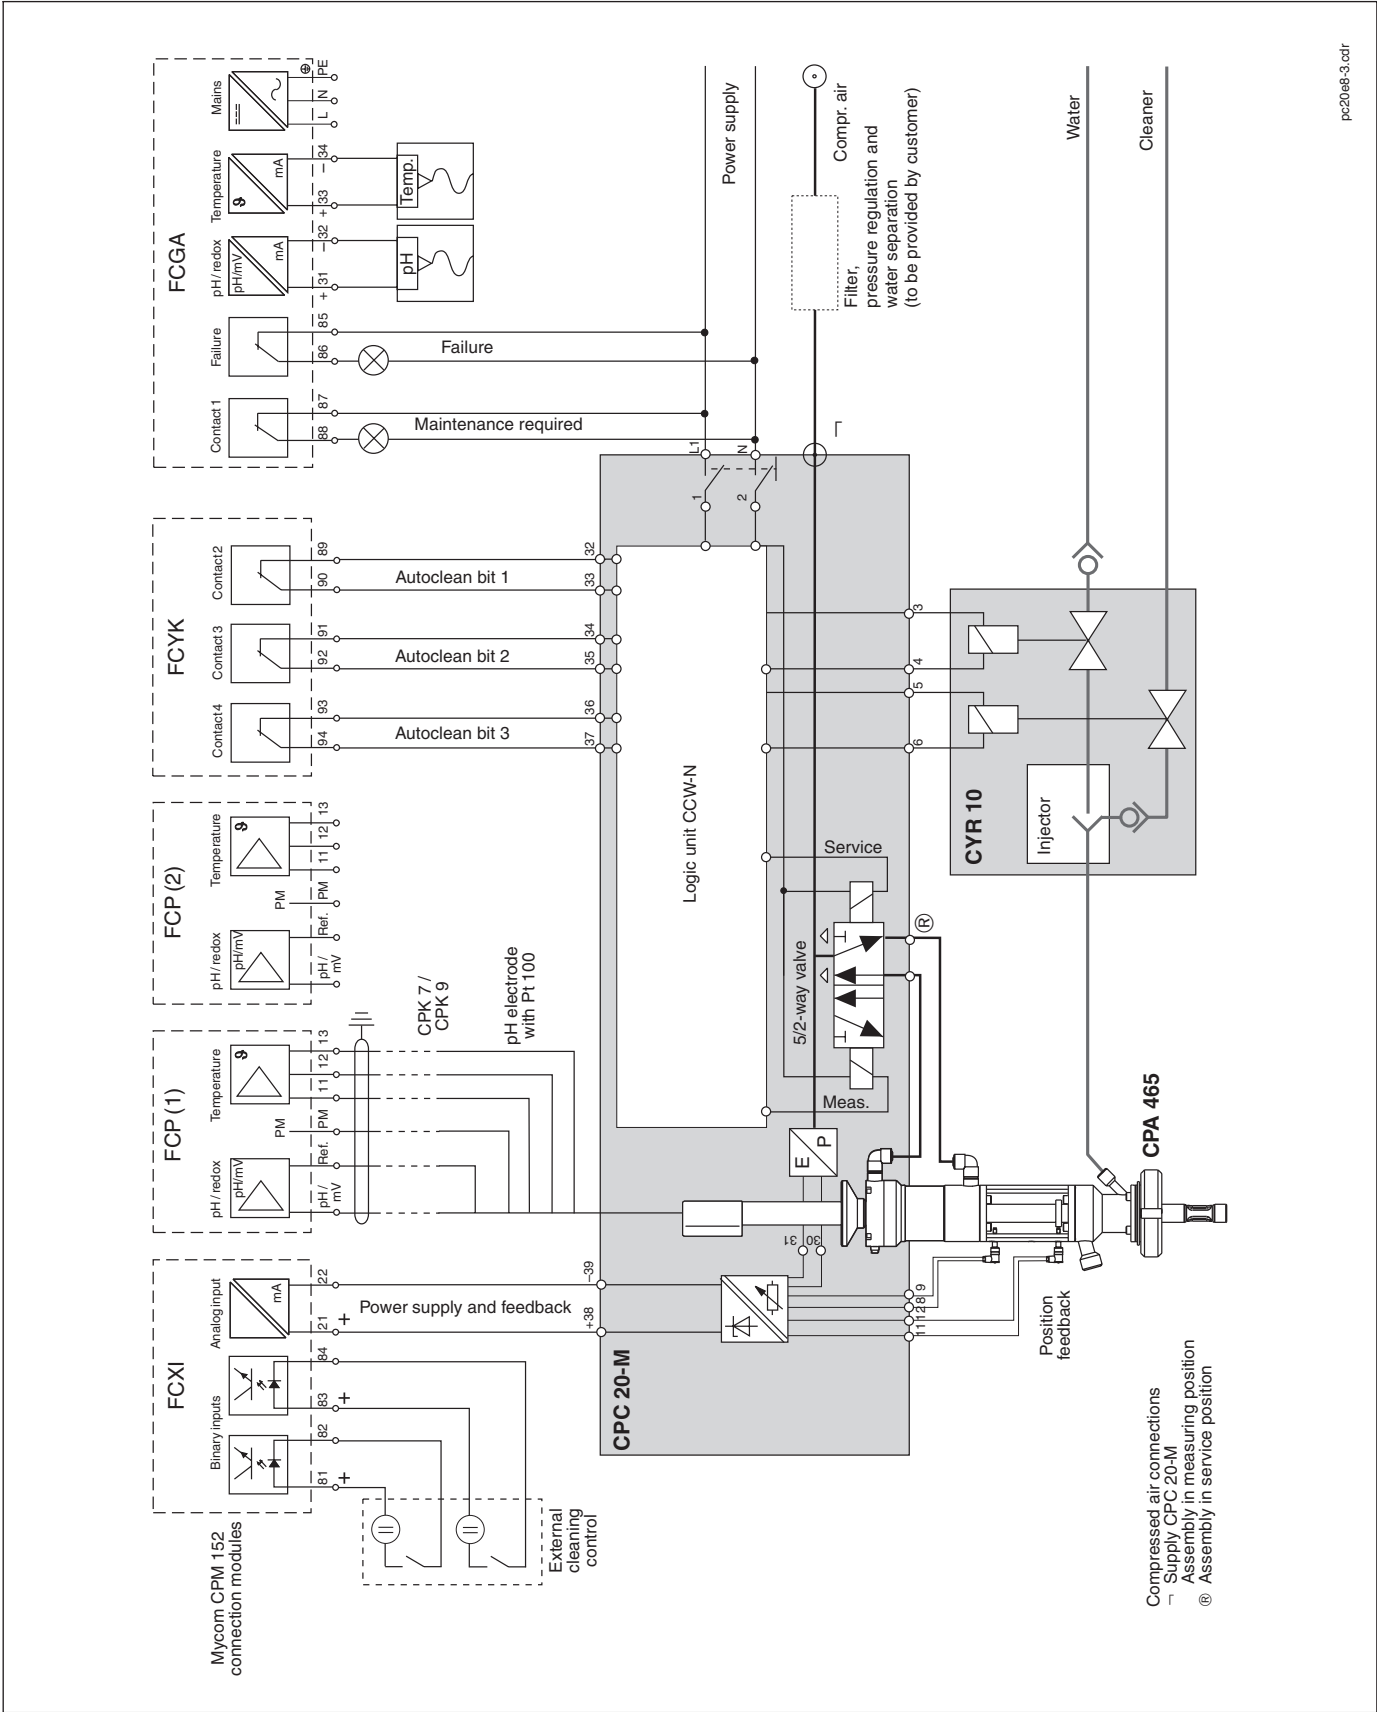 Mycom CPM 152
connection modules
FCXI
Binary inputs
Analog input
mA
81
82
83
84
21
22
+
+
+
External
cleaning
control
Power supply and feedback
FCP (1)
pH / redox
pH/mV
PM
Temperature
ϑ
pH /
mV
Ref.
PM
11
12
13
CPK 7 /
CPK 9
pH electrode
with Pt 100
FCP (2)
pH / redox
pH/mV
PM
Temperature
ϑ
pH /
mV
Ref.
PM
11
12
13
FCYK
Contact 4
Contact 3
Contact 2
94
93
92
91
90
89
Autoclean bit 3
Autoclean bit 2
Autoclean bit 1
FCGA
Contact 1
Failure
pH / redox
pH/mV
mA
Temperature
ϑ
mA
Mains
88
87
86
85
+ 31
– 32
+ 33
– 34
L
N
PE
Maintenance required
Failure
pH
Temp.
Power supply
CPC 20-M
+38
–39
37
36
35
34
33
32
L1
N
1
2
Logic unit CCW-N
31
30
E
P
Meas.
5/2-way valve
Service
11
12
8
9
®
6
5
4
3
Γ
Compr. air
Filter,
pressure regulation and
water separation
(to be provided by customer)
Position
feedback
CPA 465
CYR 10
Injector
Water
Cleaner
Compressed air connections
Γ Supply CPC 20-M
Assembly in measuring position
® Assembly in service position
pc20e8-3.cdr